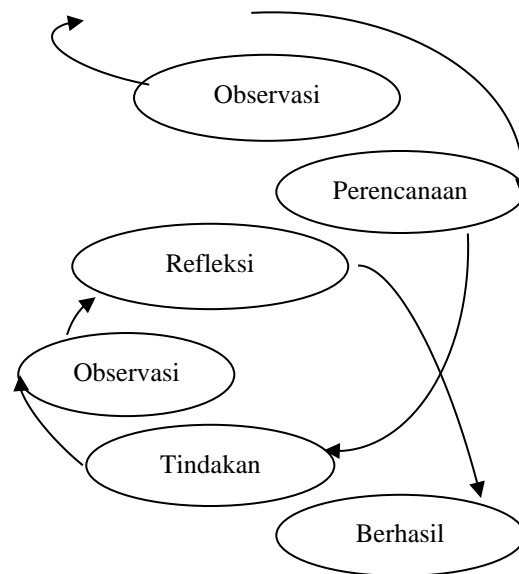 Observasi
Perencanaan
Refleksi
Observasi
Tindakan
Berhasil